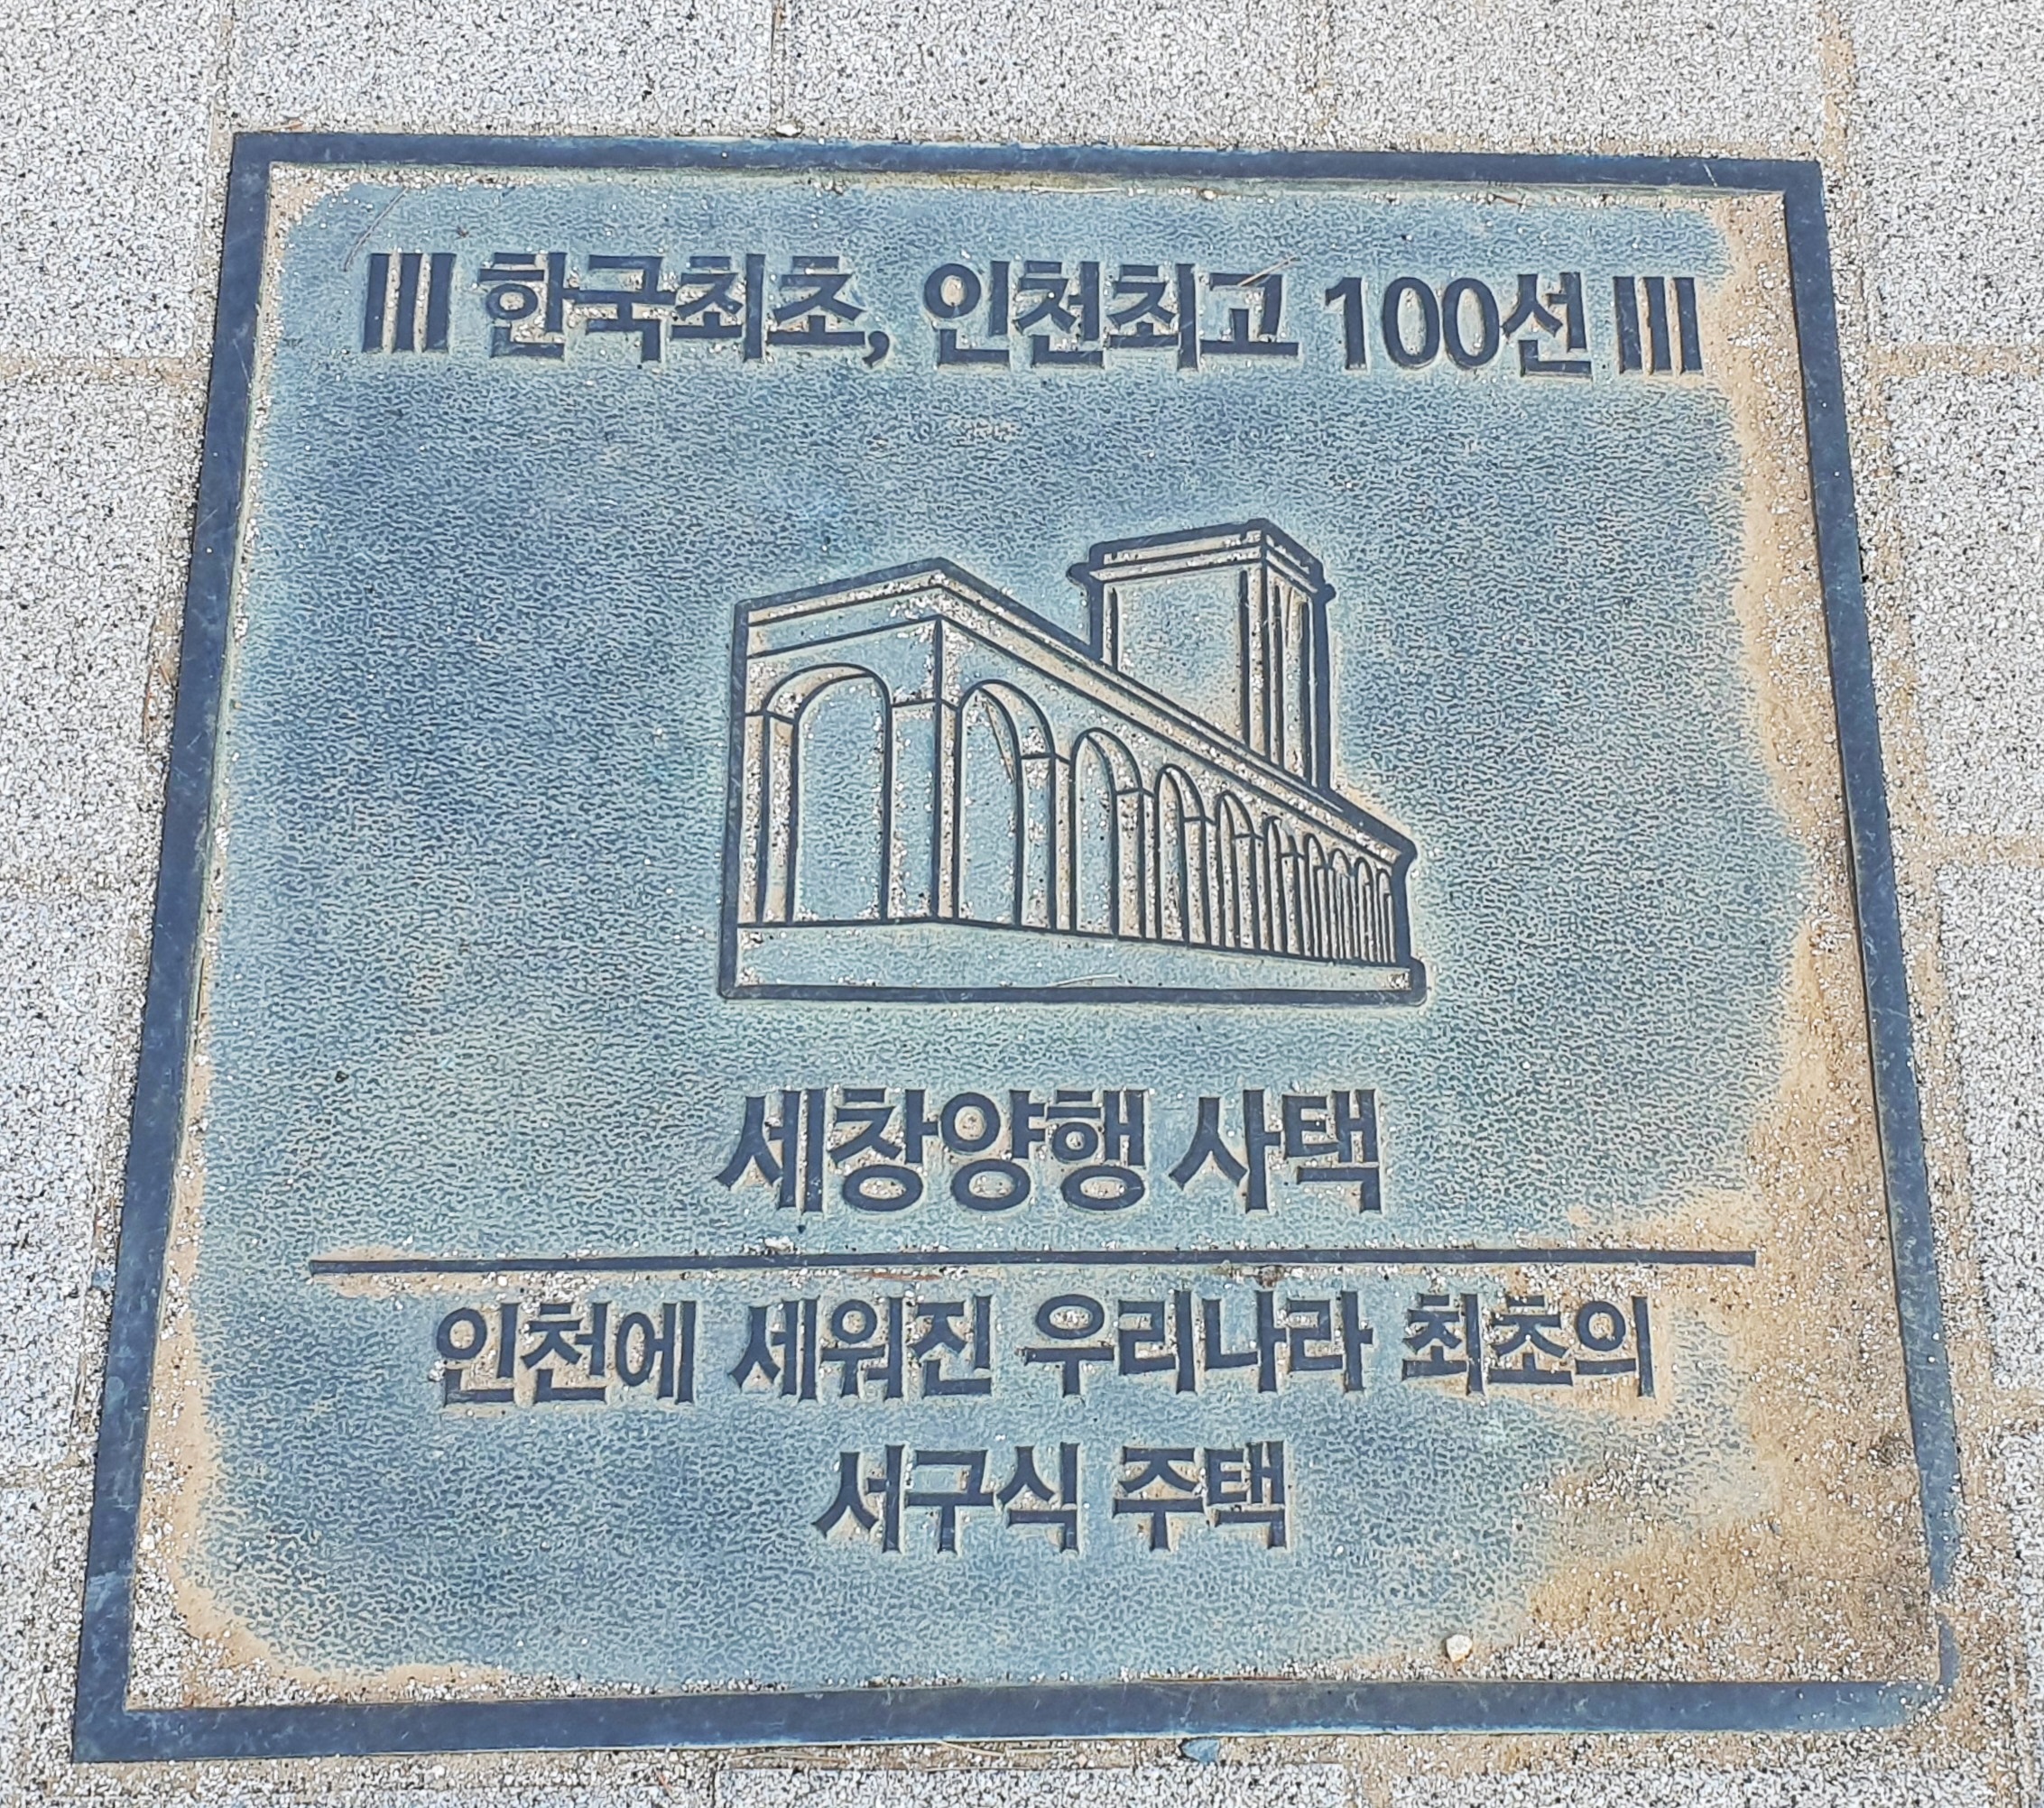 한국최초, 인천최고 100선
세창양행 사택
인천에 세워진 우리나라 최초의
서구식 주택